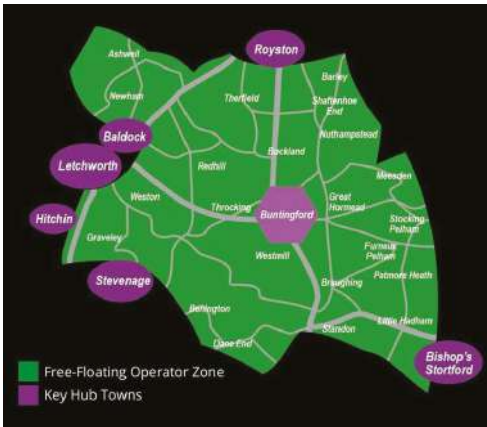 Royston
Ashwell
Barley
Newham
Therfield
Shaftenhoe
End
Baldock
Nuthampstead
Letchworth
Buckland
Redhill
Meesden
Weston
Great
Hormead
Hitchin
Throcking
Buntingford
Stocking
Pelham
Graveley
Furneux
Pelham
Westmill
Stevenage
Patmore Heath
Braughing
Benington
Little Hadham
Standon
Dane End
Bishop's
Stortford
Free-Floating Operator Zone
Key Hub Towns